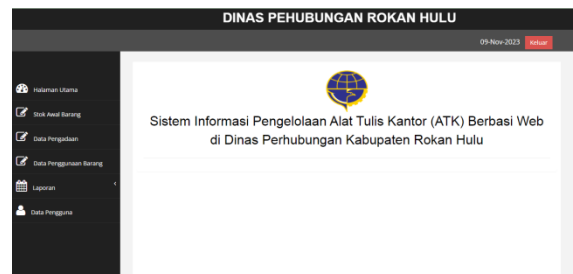 DINAS PEHUBUNGAN ROKAN HULU
09-Nov-2023 Keluar
Halaman Utama
Stok Awal Barang
Data Pengadaan
Data Penggunaan Barang
Laporan
Data Pengguna
Sistem Informasi Pengelolaan Alat Tulis Kantor (ATK) Berbasi Web
di Dinas Perhubungan Kabupaten Rokan Hulu